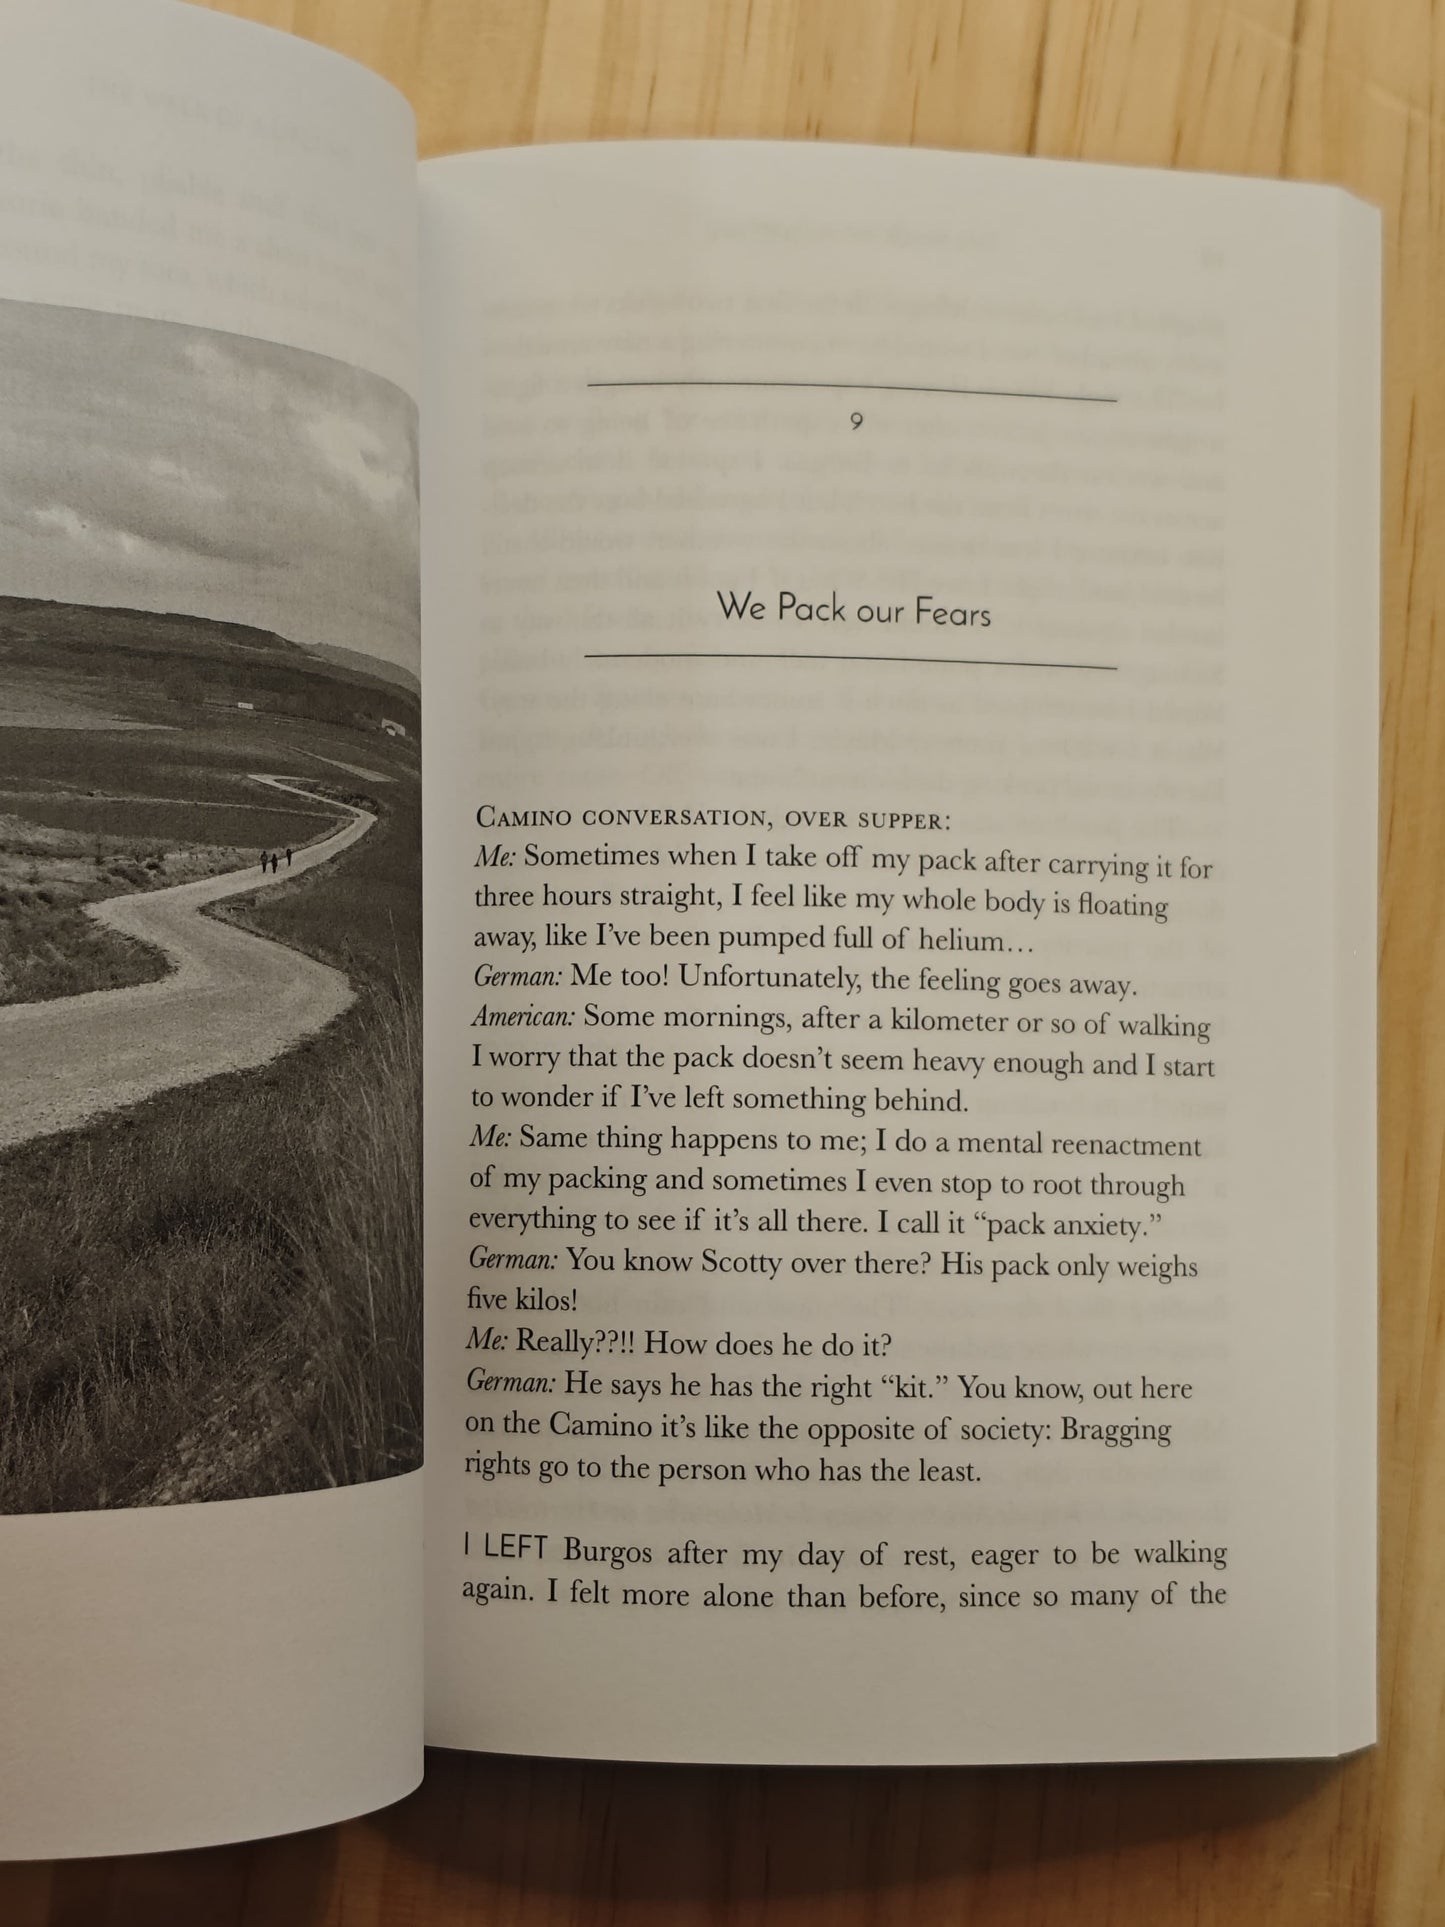 9
We Pack our Fears
CAMINO CONVERSATION, OVER SUPPER:
Me: Sometimes when I take off my pack after carrying it for
three hours straight, I feel like my whole body is floating
away, like I’ve been pumped full of helium…
German: Me too! Unfortunately, the feeling goes away.
American: Some mornings, after a kilometer or so of walking
I worry that the pack doesn’t seem heavy enough and I start
to wonder if I’ve left something behind.
Me: Same thing happens to me; I do a mental reenactment
of my packing and sometimes I even stop to root through
everything to see if it’s all there. I call it “pack anxiety.”
German: You know Scotty over there? His pack only weighs
five kilos!
Me: Really??!! How does he do it?
German: He says he has the right “kit.” You know, out here
on the Camino it’s like the opposite of society: Bragging
rights go to the person who has the least.
I LEFT Burgos after my day of rest, eager to be walking
again. I felt more alone than before, since so many of the